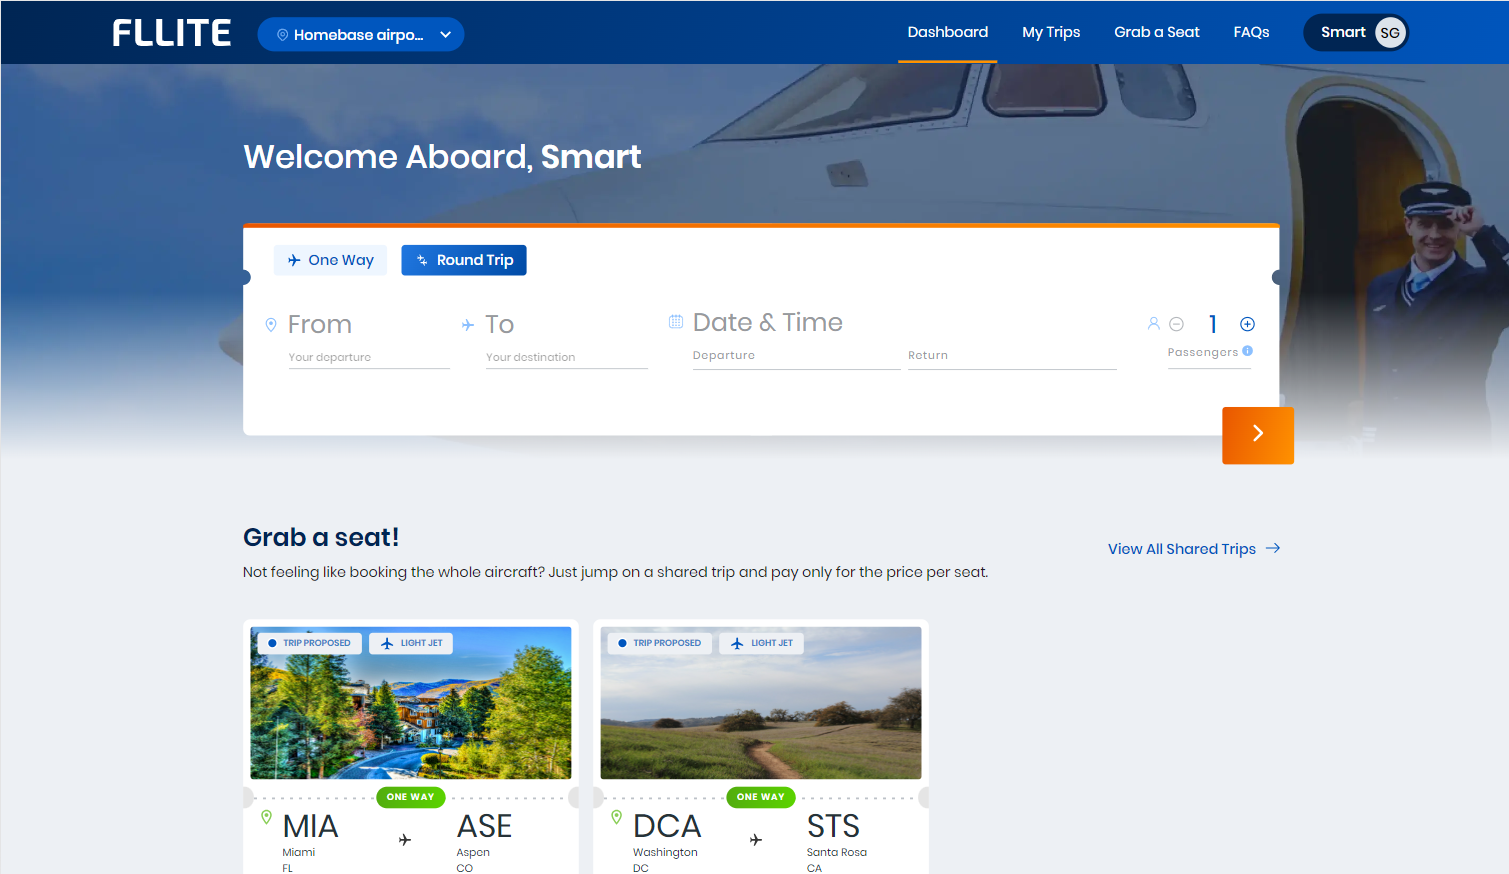 FLLITE
Homebase airpo...
Dashboard
My Trips
Grab a Seat
FAQs
Smart
SG
Welcome Aboard, Smart
One Way
Round Trip
From
To
Date & Time
1
Your departure
Your destination
Departure
Return
Passengers
Grab a seat!
View All Shared Trips
Not feeling like booking the whole aircraft? Just jump on a shared trip and pay only for the price per seat.
TRIP PROPOSED
LIGHT JET
ONE WAY
MIA
ASE
Miami
Aspen
FL
CO
TRIP PROPOSED
LIGHT JET
ONE WAY
DCA
STS
Washington
Santa Rosa
DC
CA